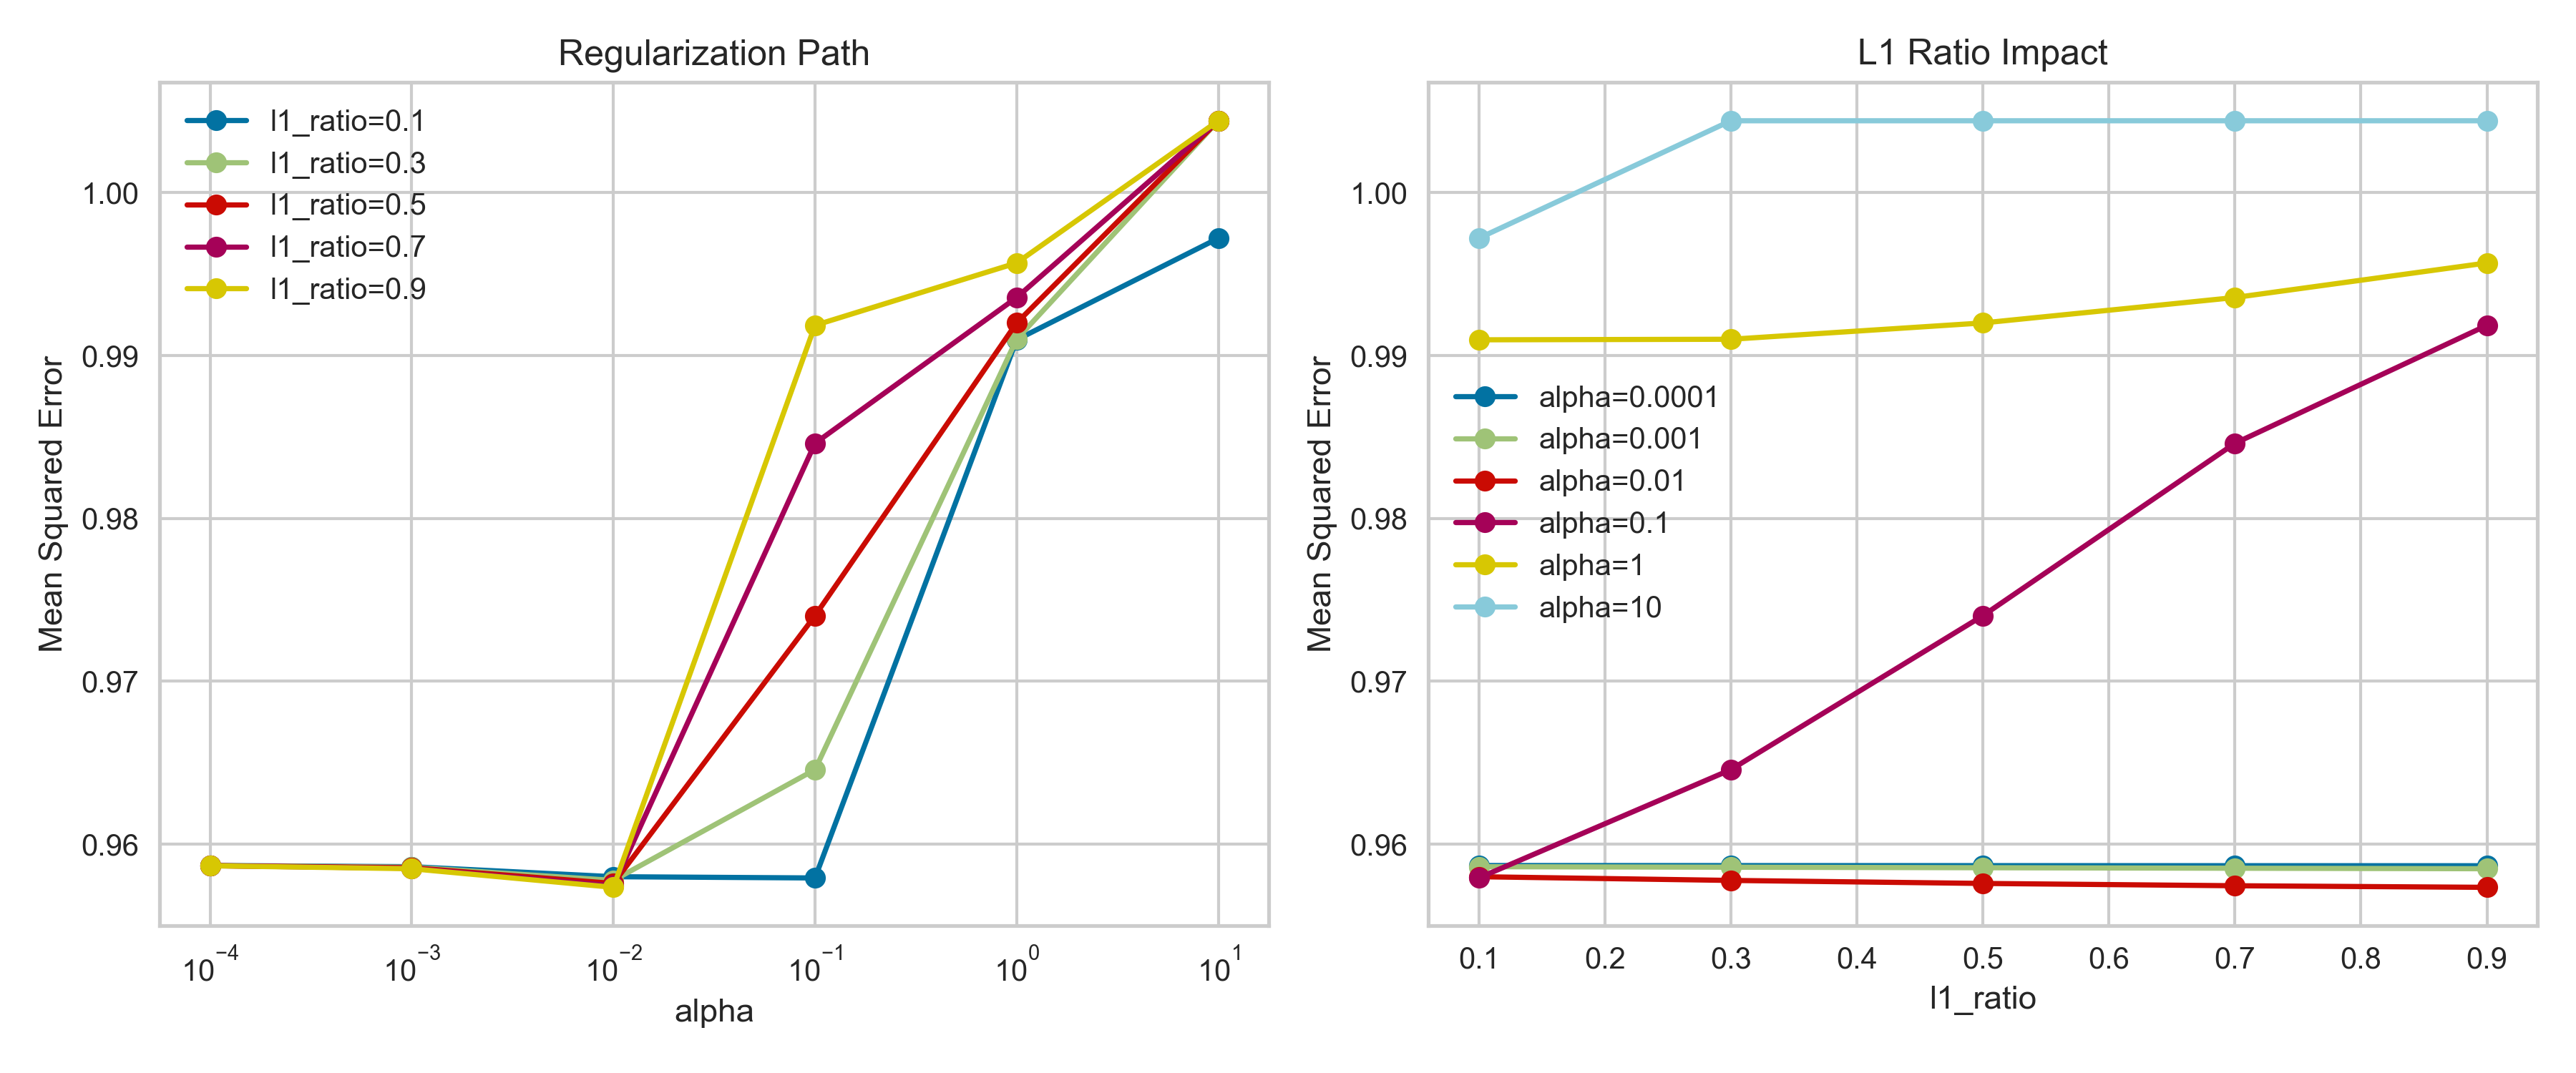 Regularization Path
l1_ratio=0.1
l1_ratio=0.3
l1_ratio=0.5
l1_ratio=0.7
l1_ratio=0.9
Mean Squared Error
1.00
0.99
0.98
0.97
0.96
10⁻⁴ 10⁻³ 10⁻² 10⁻¹ 10⁰ 10¹
alpha
L1 Ratio Impact
Mean Squared Error
1.00
0.99
0.98
0.97
0.96
alpha=0.0001
alpha=0.001
alpha=0.01
alpha=0.1
alpha=1
alpha=10
0.1 0.2 0.3 0.4 0.5 0.6 0.7 0.8 0.9
l1_ratio